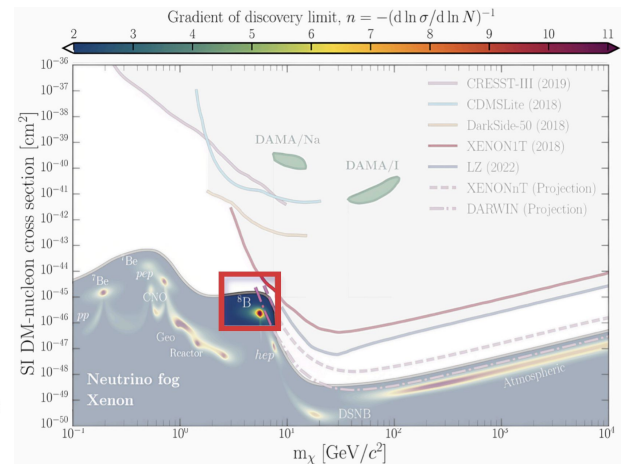 Gradient of discovery limit, n = −(d ln σ/d ln N)⁻¹
2 3 4 5 6 7 8 9 10 11
SI DM-nucleon cross section [cm²]
10⁻³⁶
10⁻³⁷
10⁻³⁸
10⁻³⁹
10⁻⁴⁰
10⁻⁴¹
10⁻⁴²
10⁻⁴³
10⁻⁴⁴
10⁻⁴⁵
10⁻⁴⁶
10⁻⁴⁷
10⁻⁴⁸
10⁻⁴⁹
10⁻⁵⁰
CRESST-III (2019)
CDMSLite (2018)
DarkSide-50 (2018)
XENON1T (2018)
LZ (2022)
XENONnT (Projection)
DARWIN (Projection)
DAMA/Na
DAMA/I
⁷Be
Be
pep
pp
CNO
Geo
Reactor
⁸B
hep
DSNB
Atmospheric
Neutrino fog
Xenon
10⁻¹ 10⁰ 10¹ 10² 10³ 10⁴
mχ [GeV/c²]